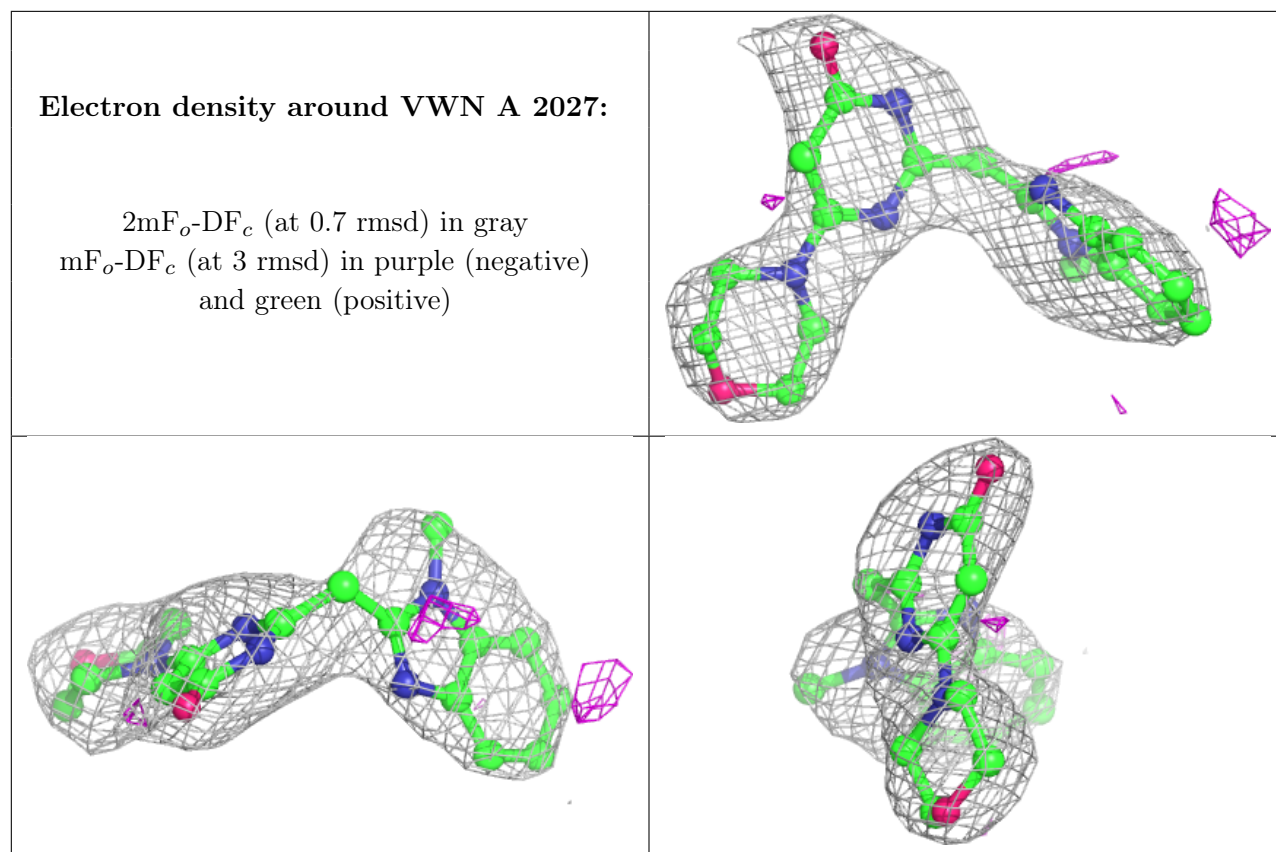 Electron density around VWN A 2027:
2mFo-DFc (at 0.7 rmsd) in gray
mFo-DFc (at 3 rmsd) in purple (negative)
and green (positive)